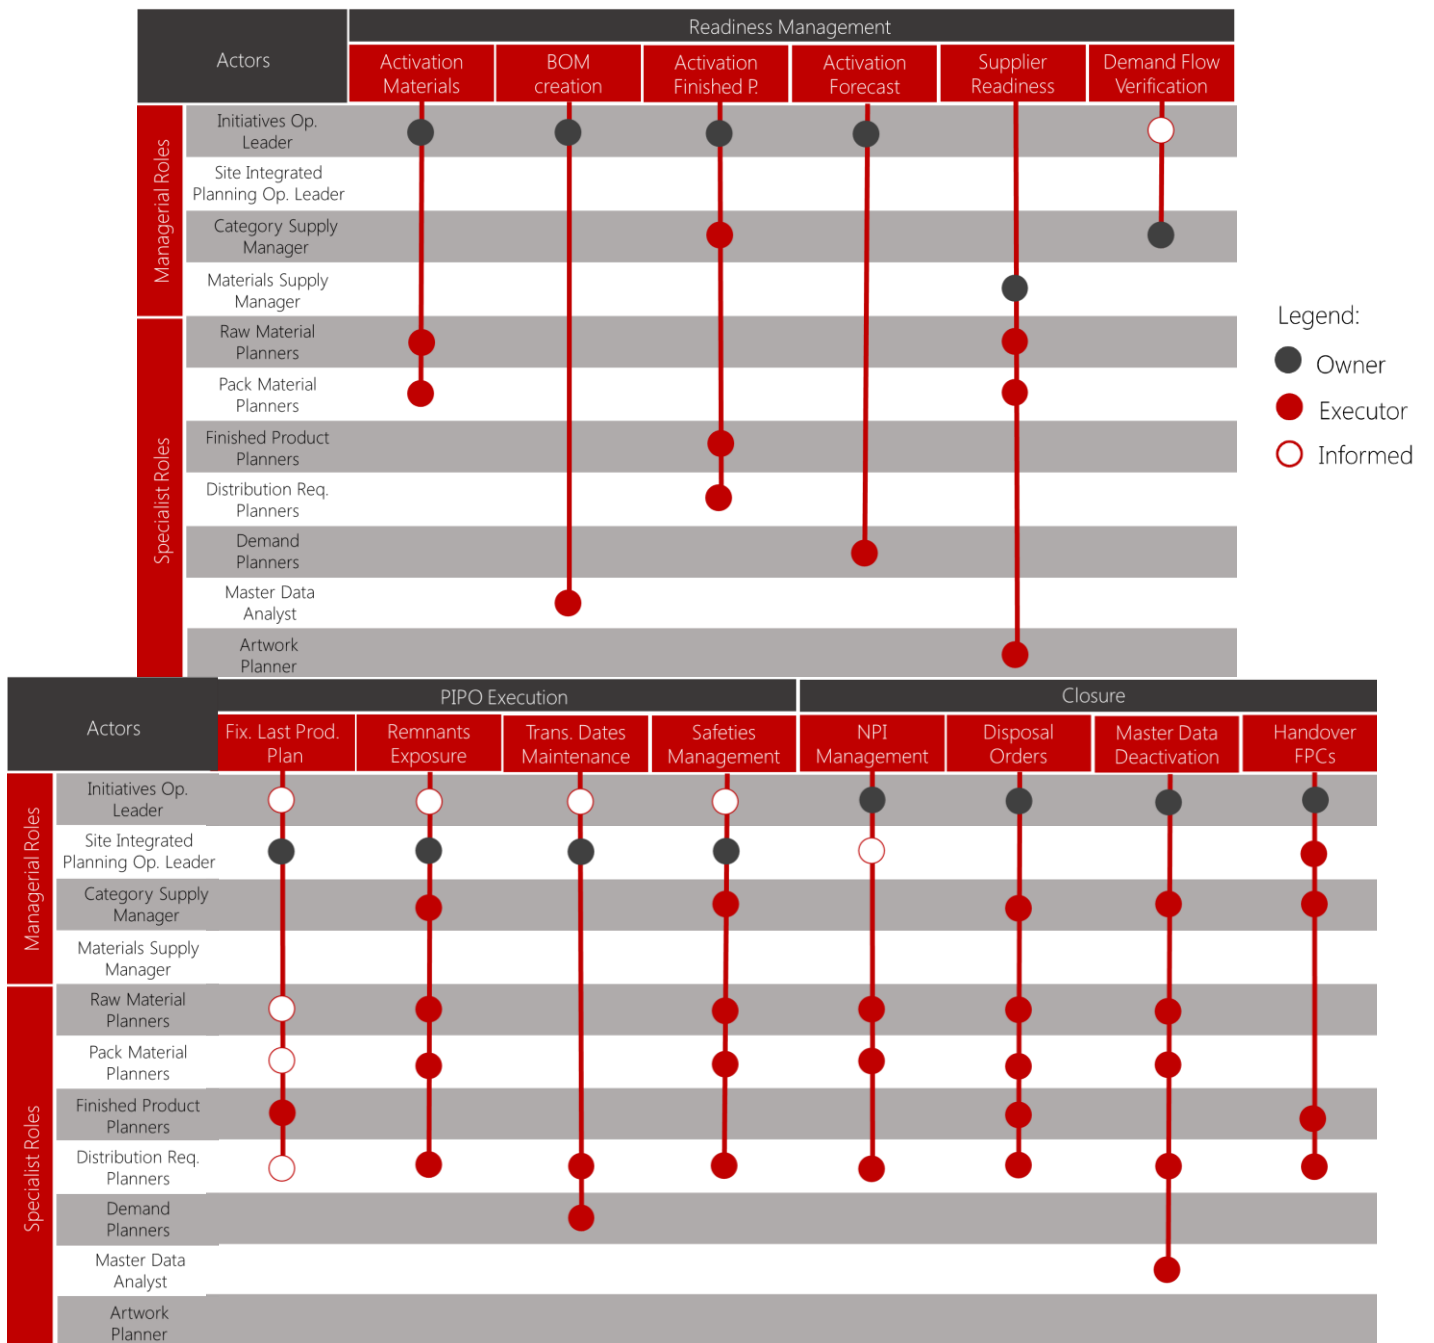 Readiness Management
Actors
Activation
Materials
BOM
creation
Activation
Finished P.
Activation
Forecast
Supplier
Readiness
Demand Flow
Verification
Managerial Roles
Initiatives Op.
Leader
Site Integrated
Planning Op. Leader
Category Supply
Manager
Materials Supply
Manager
Specialist Roles
Raw Material
Planners
Pack Material
Planners
Finished Product
Planners
Distribution Req.
Planners
Demand
Planners
Master Data
Analyst
Artwork
Planner
Legend:
Owner
Executor
Informed
Actors
PIPO Execution
Closure
Fix. Last Prod.
Plan
Remnants
Exposure
Trans. Dates
Maintenance
Safeties
Management
NPI
Management
Disposal
Orders
Master Data
Deactivation
Handover
FPCs
Managerial Roles
Initiatives Op.
Leader
Site Integrated
Planning Op. Leader
Category Supply
Manager
Materials Supply
Manager
Specialist Roles
Raw Material
Planners
Pack Material
Planners
Finished Product
Planners
Distribution Req.
Planners
Demand
Planners
Master Data
Analyst
Artwork
Planner